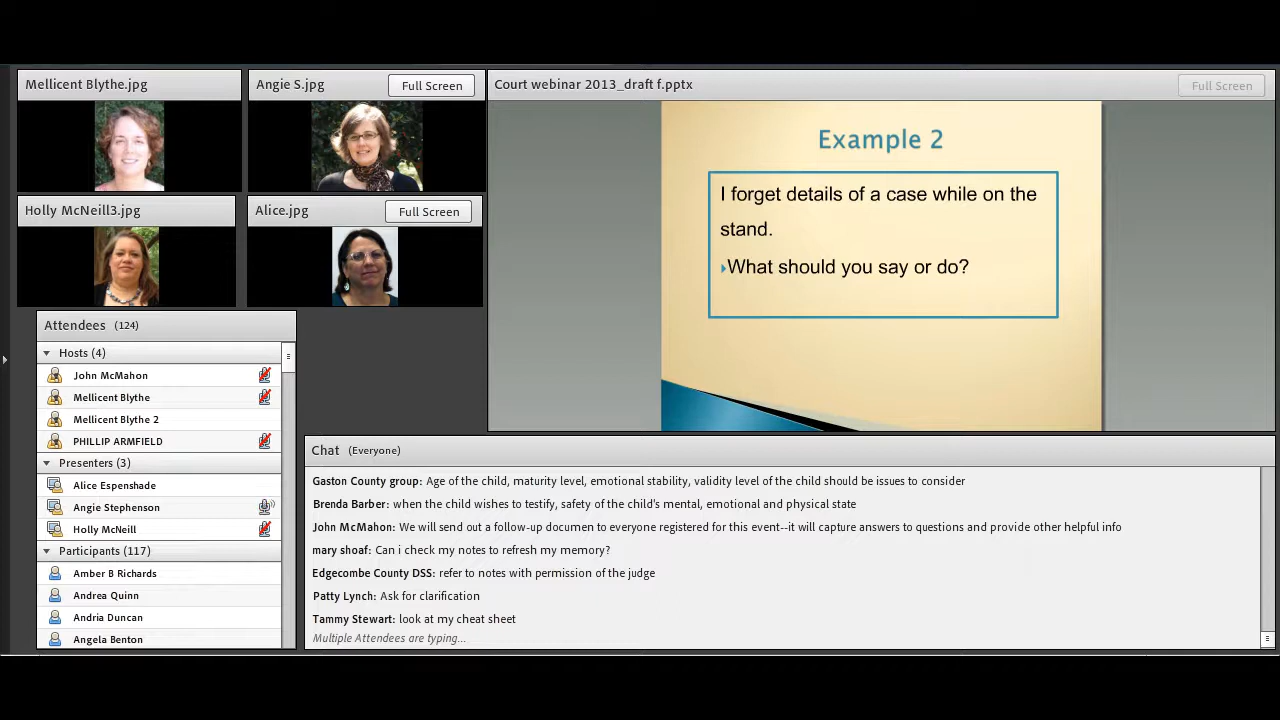 Mellicent Blythe.jpg
Angie S.jpg
Full Screen
Holly McNeill3.jpg
Alice.jpg
Full Screen
Attendees (124)
Hosts (4)
John McMahon
Mellicent Blythe
Mellicent Blythe 2
PHILLIP ARMFIELD
Presenters (3)
Alice Espenshade
Angie Stephenson
Holly McNeill
Participants (117)
Amber B Richards
Andrea Quinn
Andria Duncan
Angela Benton
Court webinar 2013_draft f.pptx
Full Screen
Example 2
I forget details of a case while on the
stand.
What should you say or do?
Chat (Everyone)
Gaston County group: Age of the child, maturity level, emotional stability, validity level of the child should be issues to consider
Brenda Barber: when the child wishes to testify, safety of the child's mental, emotional and physical state
John McMahon: We will send out a follow-up documen to everyone registered for this event--it will capture answers to questions and provide other helpful info
mary shoaf: Can i check my notes to refresh my memory?
Edgecombe County DSS: refer to notes with permission of the judge
Patty Lynch: Ask for clarification
Tammy Stewart: look at my cheat sheet
Multiple Attendees are typing...